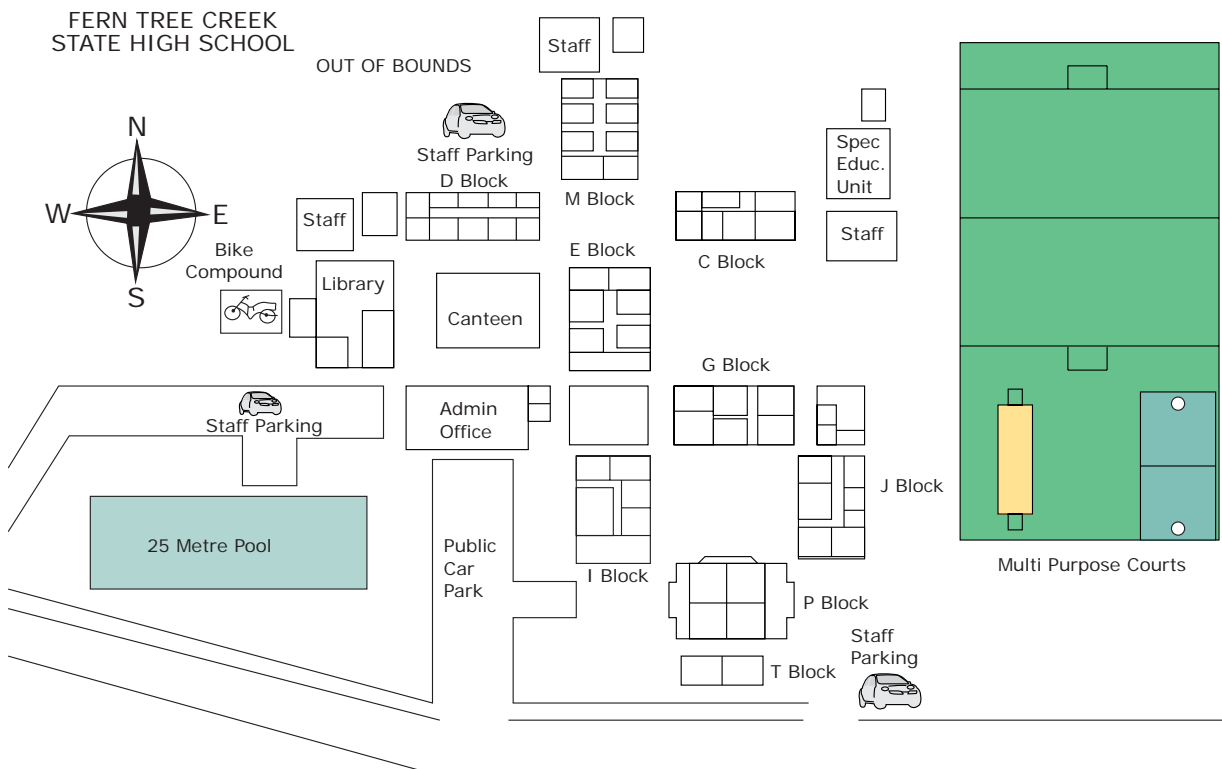 FERN TREE CREEK
STATE HIGH SCHOOL
OUT OF BOUNDS
Staff
Staff Parking
D Block
M Block
Spec
Educ.
Unit
N
W
E
S
Staff
Staff
Bike
Compound
Library
Canteen
E Block
C Block
G Block
Staff Parking
Admin
Office
J Block
25 Metre Pool
Public
Car
Park
I Block
P Block
Multi Purpose Courts
T Block
Staff
Parking